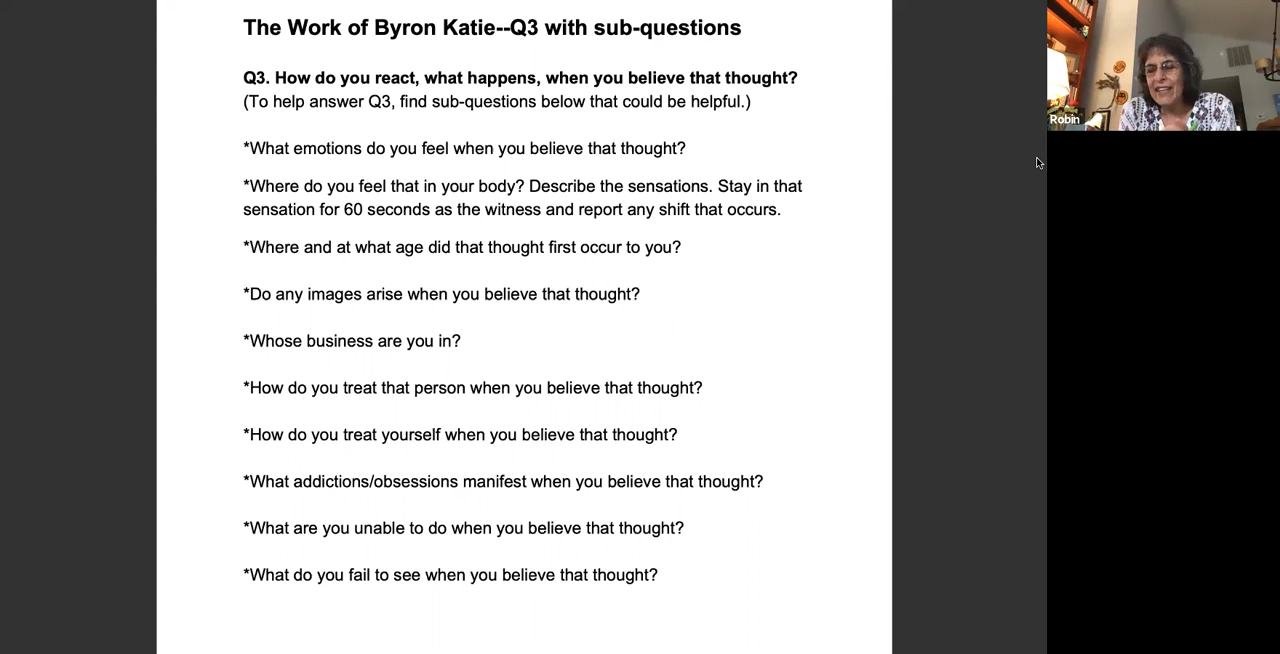 The Work of Byron Katie--Q3 with sub-questions
Q3. How do you react, what happens, when you believe that thought?
(To help answer Q3, find sub-questions below that could be helpful.)
*What emotions do you feel when you believe that thought?
*Where do you feel that in your body? Describe the sensations. Stay in that
sensation for 60 seconds as the witness and report any shift that occurs.
*Where and at what age did that thought first occur to you?
*Do any images arise when you believe that thought?
*Whose business are you in?
*How do you treat that person when you believe that thought?
*How do you treat yourself when you believe that thought?
*What addictions/obsessions manifest when you believe that thought?
*What are you unable to do when you believe that thought?
*What do you fail to see when you believe that thought?
Robin